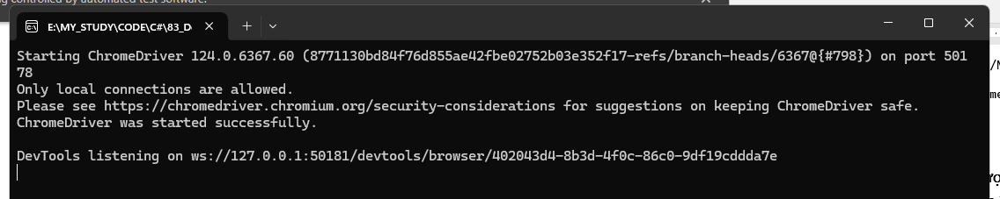 ng controlled by automated test software.
E:\MY_STUDY\CODE\C#\83_D
Starting ChromeDriver 124.0.6367.60 (8771130bd84f76d855ae42fbe02752b03e352f17-refs/branch-heads/6367@{#798}) on port 501
78
Only local connections are allowed.
Please see https://chromedriver.chromium.org/security-considerations for suggestions on keeping ChromeDriver safe.
ChromeDriver was started successfully.
DevTools listening on ws://127.0.0.1:50181/devtools/browser/402043d4-8b3d-4f0c-86c0-9df19cddda7e